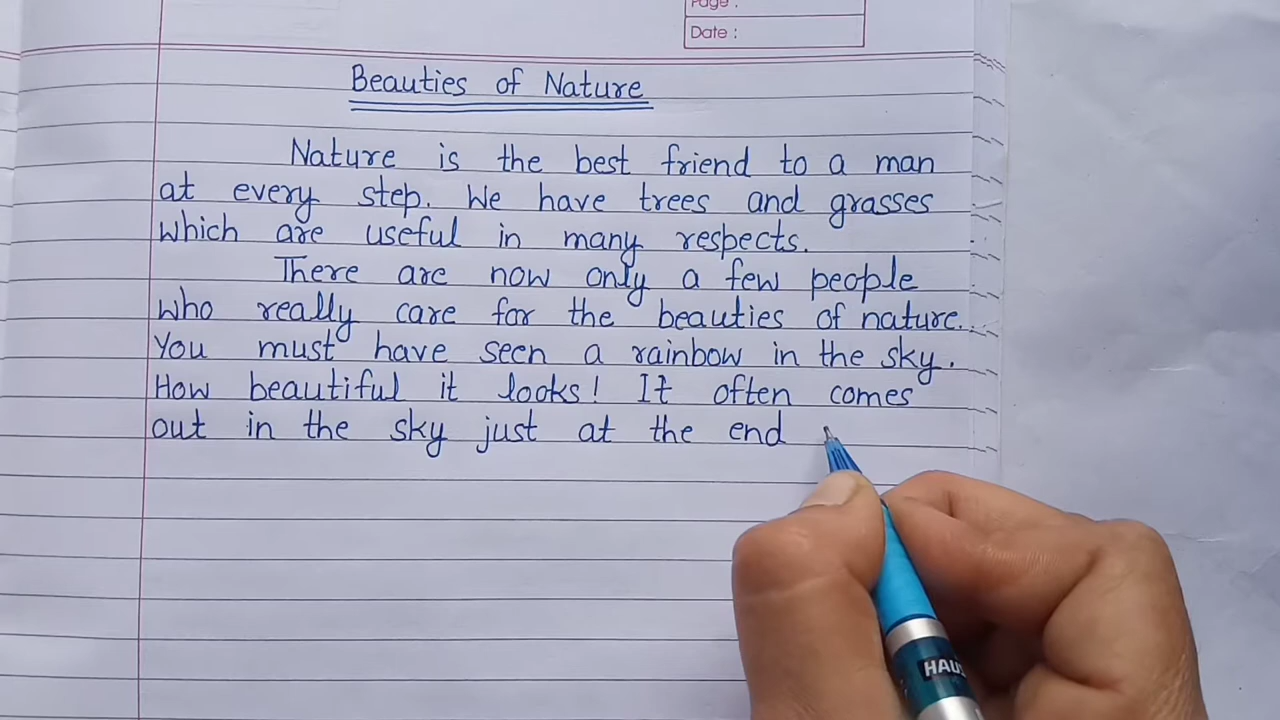 Page :
Date :
Beauties of Nature
Nature is the best friend to a man
at every step. We have trees and grasses
which are useful in many respects.
There are now only a few people
who really care for the beauties of nature.
You must have seen a rainbow in the sky.
How beautiful it looks! It often comes
out in the sky just at the end
HAU